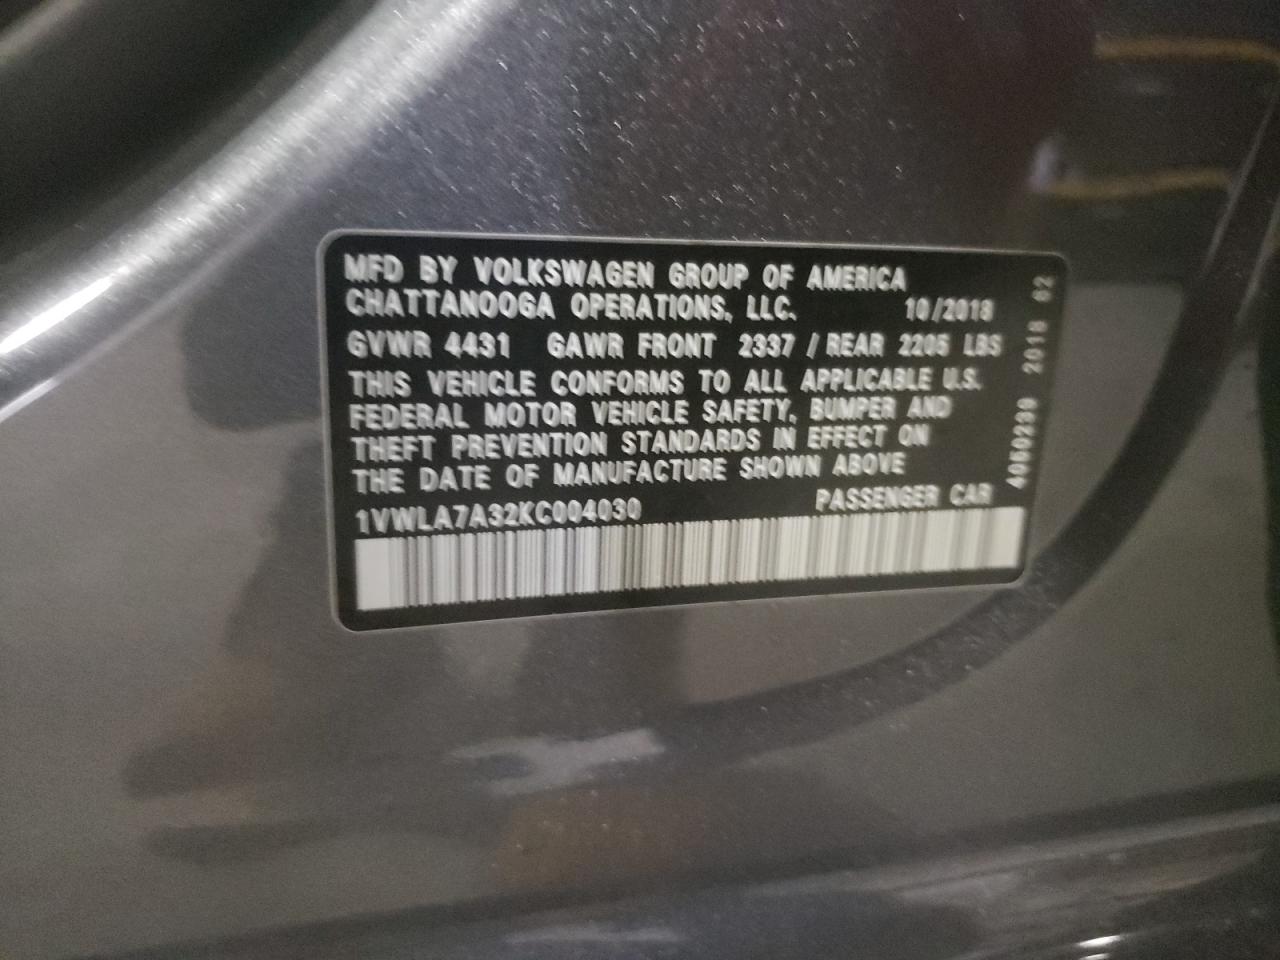 MFD BY VOLKSWAGEN GROUP OF AMERICA
CHATTANOOGA OPERATIONS, LLC. 10/2018
GVWR 4431 GAWR FRONT 2337 / REAR 2205 LBS
THIS VEHICLE CONFORMS TO ALL APPLICABLE U.S.
FEDERAL MOTOR VEHICLE SAFETY, BUMPER AND
THEFT PREVENTION STANDARDS IN EFFECT ON
THE DATE OF MANUFACTURE SHOWN ABOVE
1VWLA7A32KC004030 PASSENGER CAR
2018